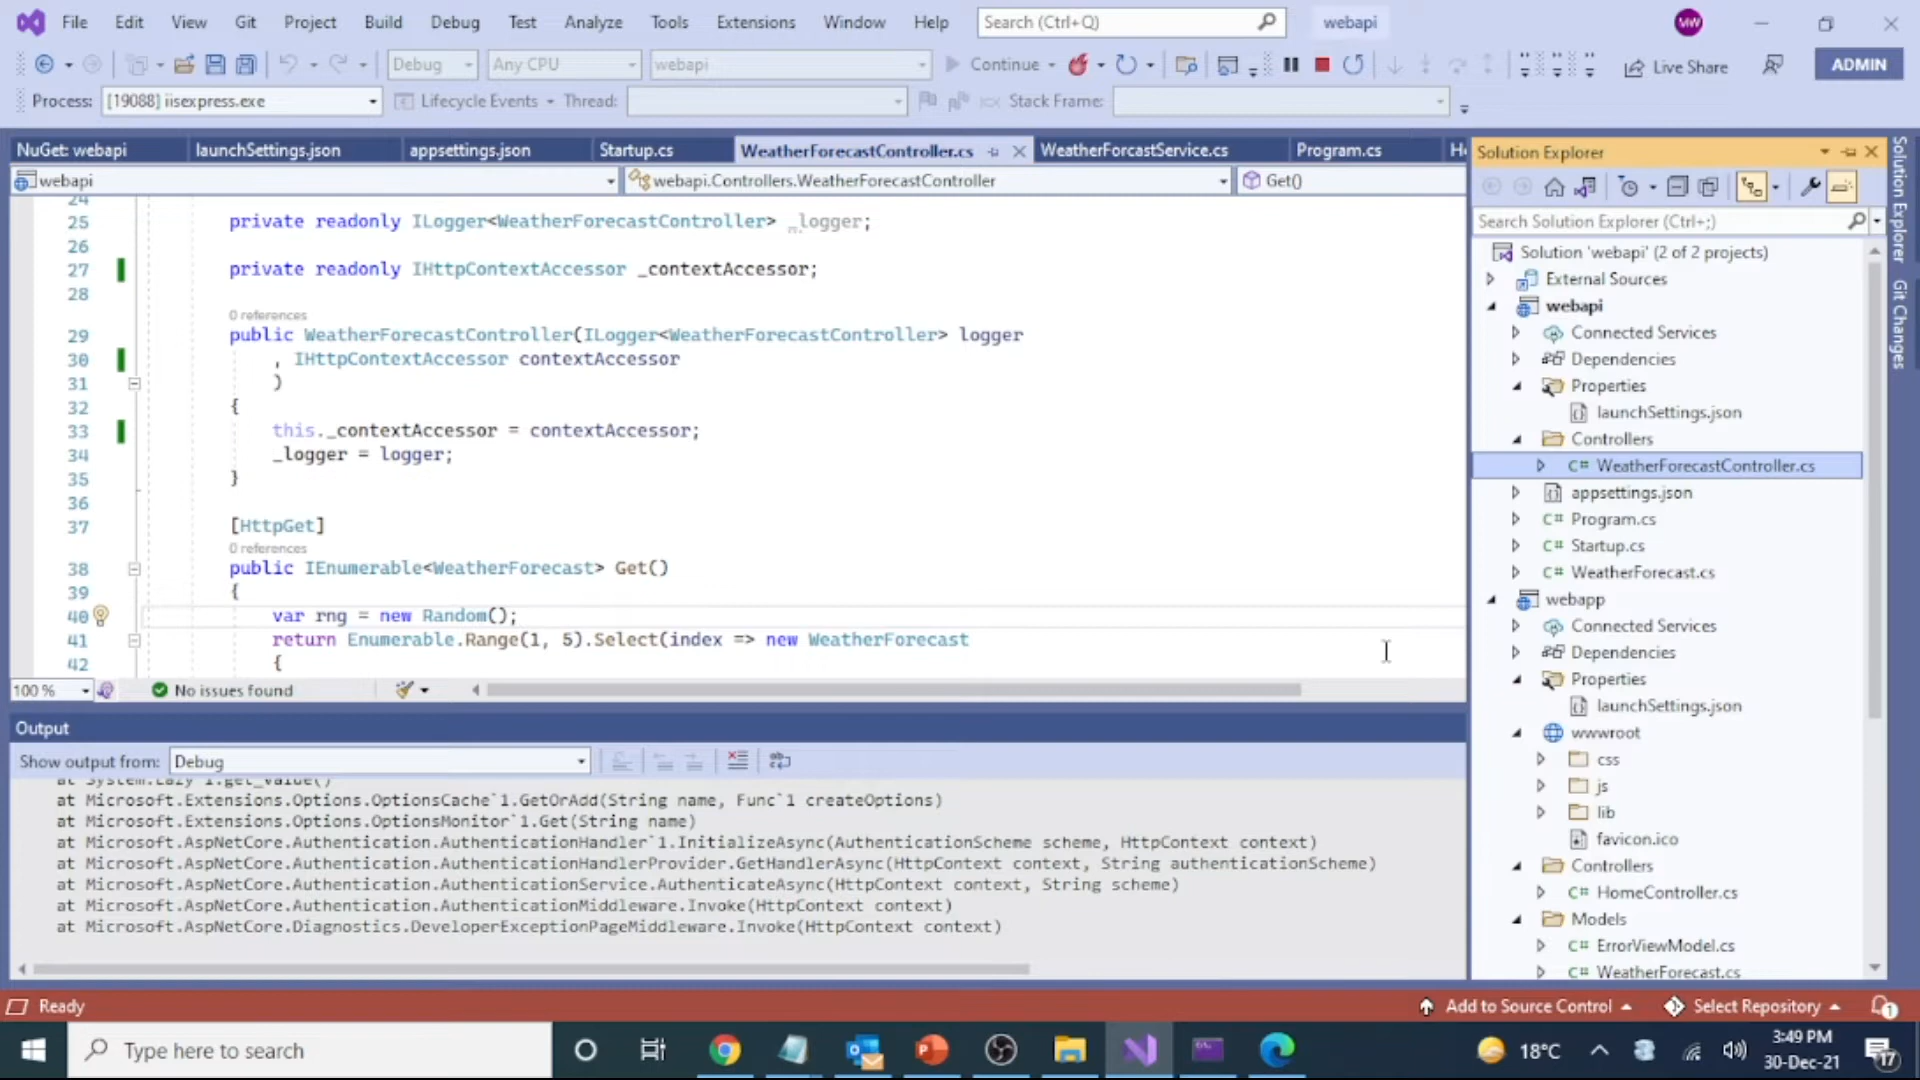 File Edit View Git Project Build Debug Test Analyze Tools Extensions Window Help Search (Ctrl+Q) webapi MW
Debug Any CPU webapi Continue Live Share ADMIN
Process: [19088] iisexpress.exe Lifecycle Events Thread: Stack Frame:
NuGet: webapi launchSettings.json appsettings.json Startup.cs WeatherForecastController.cs WeatherForcastService.cs Program.cs
webapi webapi.Controllers.WeatherForecastController Get()
24
25 private readonly ILogger<WeatherForecastController> _logger;
26
27 private readonly IHttpContextAccessor _contextAccessor;
28
0 references
29 public WeatherForecastController(ILogger<WeatherForecastController> logger
30 , IHttpContextAccessor contextAccessor
31 )
32 {
33 this._contextAccessor = contextAccessor;
34 _logger = logger;
35 }
36
37 [HttpGet]
0 references
38 public IEnumerable<WeatherForecast> Get()
39 {
40 var rng = new Random();
41 return Enumerable.Range(1, 5).Select(index => new WeatherForecast
42 {
100 % No issues found
Output
Show output from: Debug
at System.Lazy`1.get_Value()
at Microsoft.Extensions.Options.OptionsCache`1.GetOrAdd(String name, Func`1 createOptions)
at Microsoft.Extensions.Options.OptionsMonitor`1.Get(String name)
at Microsoft.AspNetCore.Authentication.AuthenticationHandler`1.InitializeAsync(AuthenticationScheme scheme, HttpContext context)
at Microsoft.AspNetCore.Authentication.AuthenticationHandlerProvider.GetHandlerAsync(HttpContext context, String authenticationScheme)
at Microsoft.AspNetCore.Authentication.AuthenticationService.AuthenticateAsync(HttpContext context, String scheme)
at Microsoft.AspNetCore.Authentication.AuthenticationMiddleware.Invoke(HttpContext context)
at Microsoft.AspNetCore.Diagnostics.DeveloperExceptionPageMiddleware.Invoke(HttpContext context)
Solution Explorer
Search Solution Explorer (Ctrl+;)
Solution 'webapi' (2 of 2 projects)
External Sources
webapi
Connected Services
Dependencies
Properties
launchSettings.json
Controllers
C# WeatherForecastController.cs
appsettings.json
C# Program.cs
C# Startup.cs
C# WeatherForecast.cs
webapp
Connected Services
Dependencies
Properties
launchSettings.json
wwwroot
css
js
lib
favicon.ico
Controllers
C# HomeController.cs
Models
C# ErrorViewModel.cs
C# WeatherForecast.cs
Solution Explorer
Git Changes
Ready Add to Source Control Select Repository 1
Type here to search 18°C 3:49 PM
30-Dec-21 17